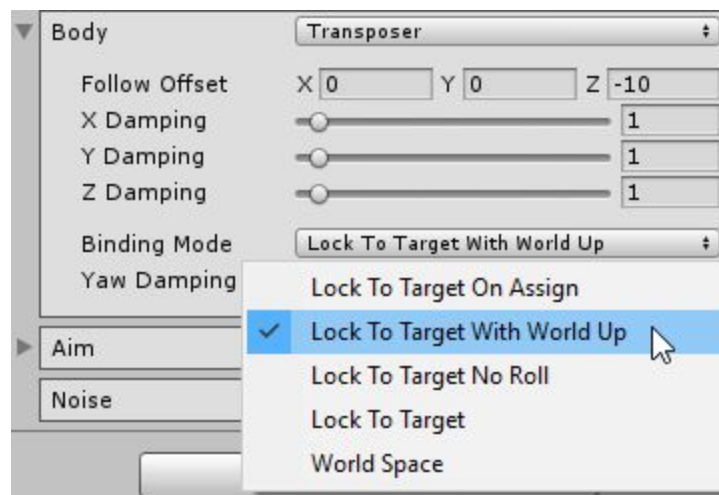 Body Transposer
Follow Offset X 0 Y 0 Z -10
X Damping 1
Y Damping 1
Z Damping 1
Binding Mode Lock To Target With World Up
Yaw Damping
Lock To Target On Assign
Lock To Target With World Up
Lock To Target No Roll
Lock To Target
World Space
Aim
Noise